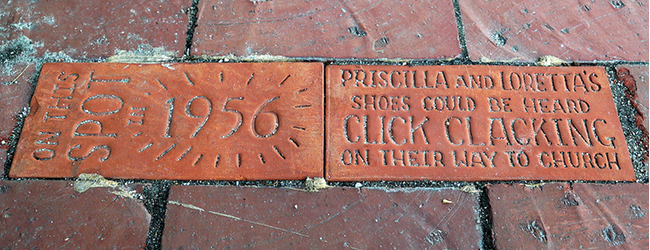 ON THIS
SPOT
IN
1956
PRISCILLA AND LORETTA'S
SHOES COULD BE HEARD
CLICK CLACKING
ON THEIR WAY TO CHURCH